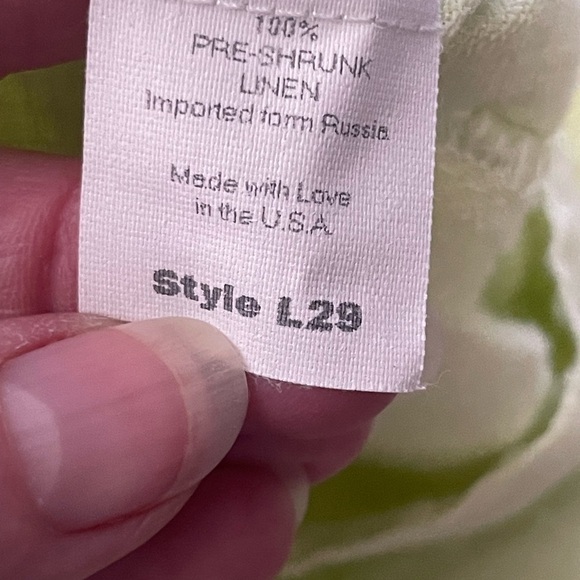 100%
PRE-SHRUNK
LINEN
Imported form Russia
Made with Love
in the U.S.A.
Style L29